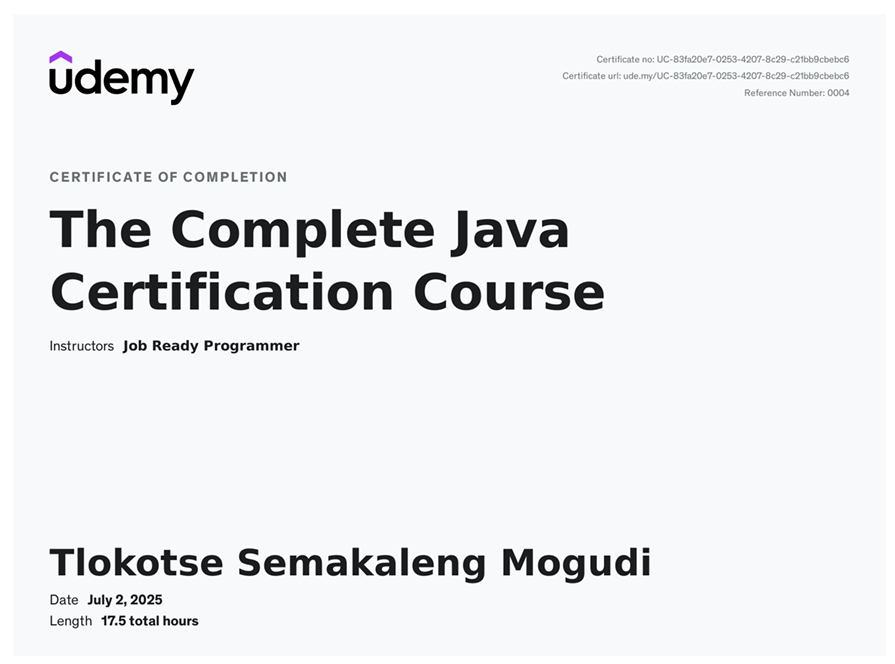 udemy
Certificate no: UC-83fa20e7-0253-4207-8c29-c21bb9cbebc6
Certificate url: ude.my/UC-83fa20e7-0253-4207-8c29-c21bb9cbebc6
Reference Number: 0004
CERTIFICATE OF COMPLETION
The Complete Java
Certification Course
Instructors Job Ready Programmer
Tlokotse Semakaleng Mogudi
Date July 2, 2025
Length 17.5 total hours